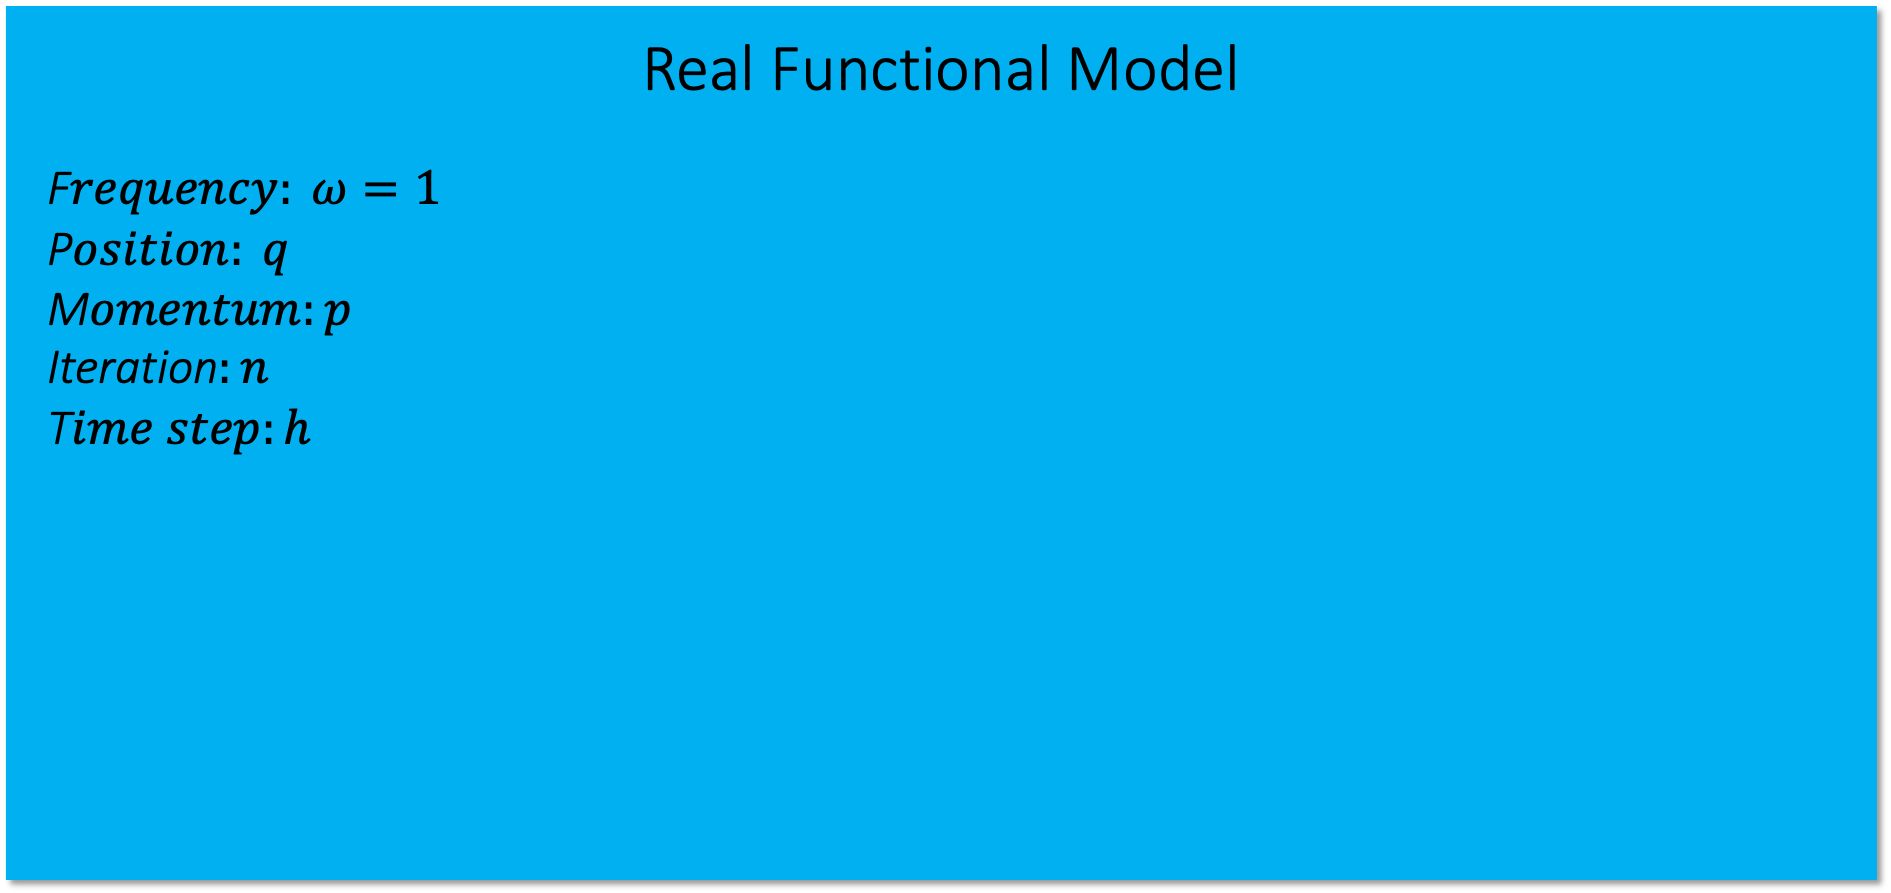 Real Functional Model
Frequency: ω = 1
Position: q
Momentum: p
Iteration: n
Time step: h